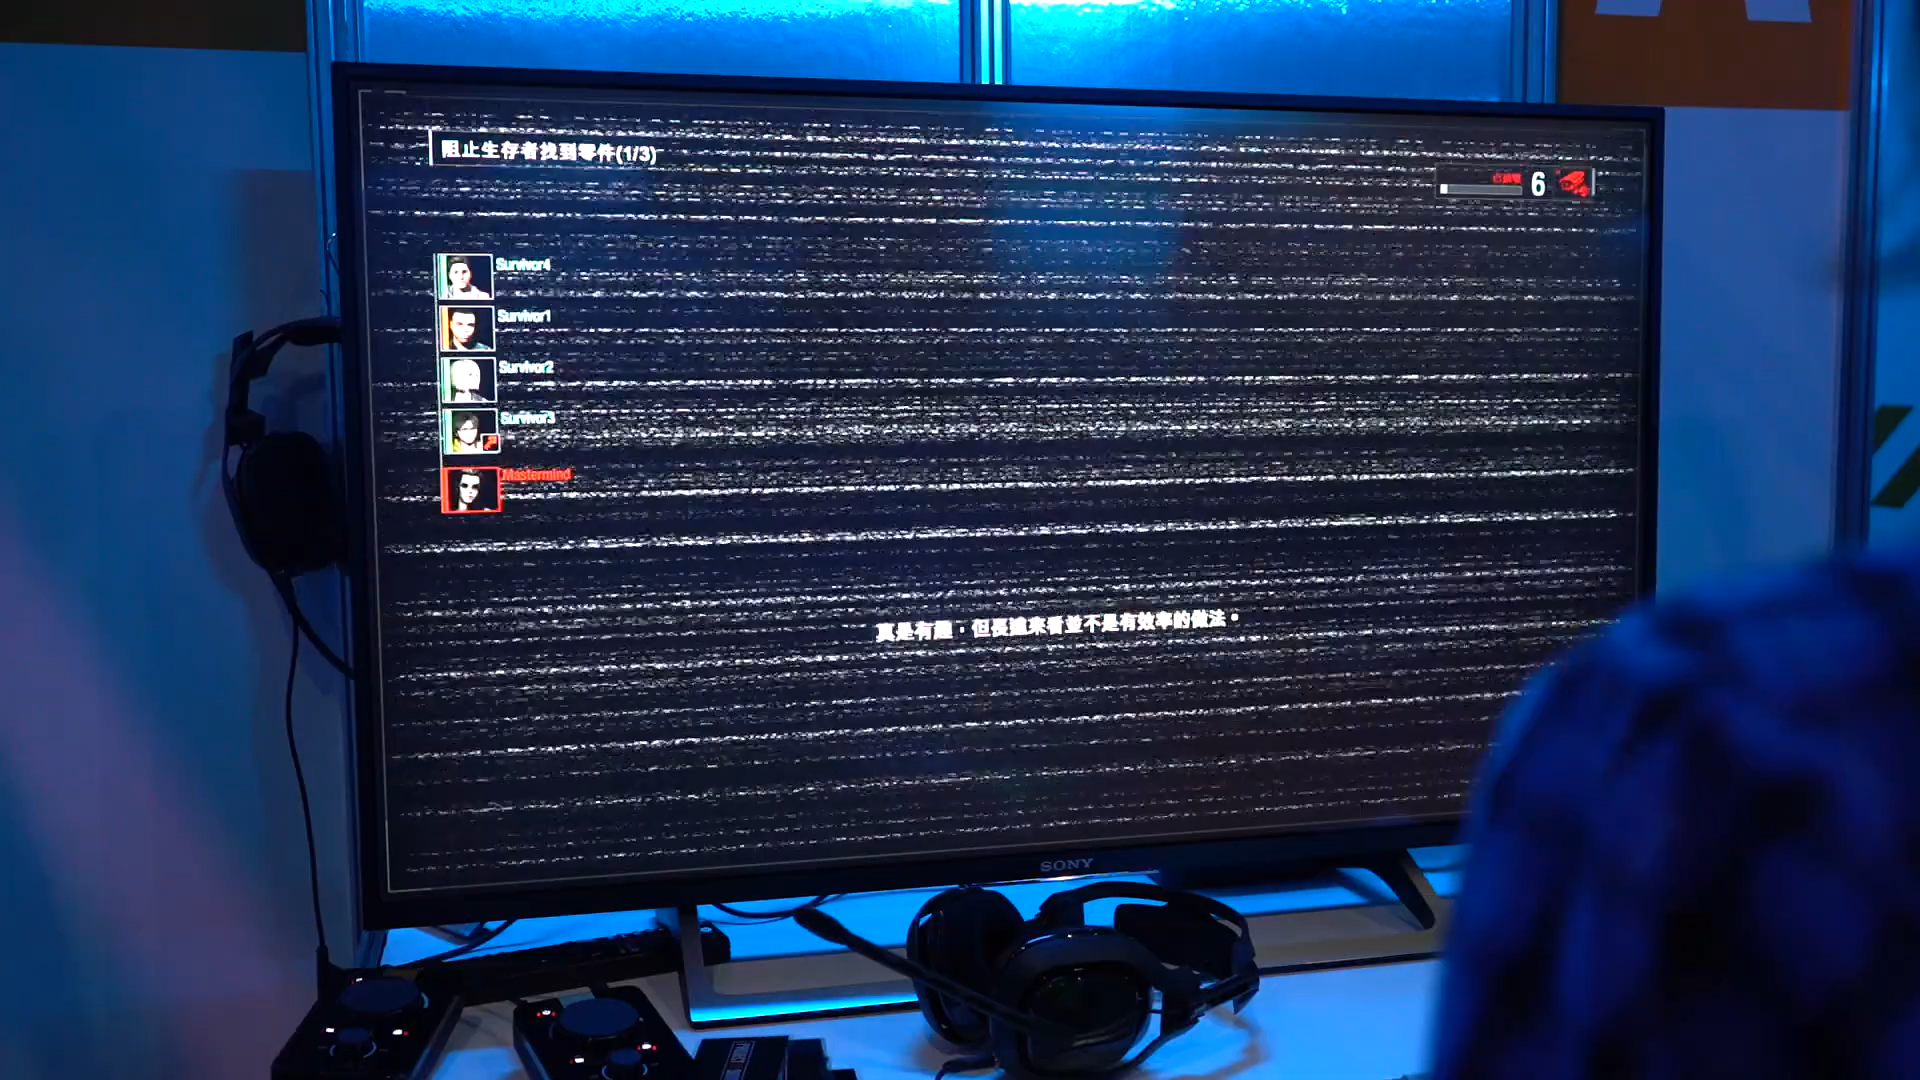 阻止生存者找到零件(1/3)
6
Survivor4
Survivor1
Survivor2
Survivor3
Mastermind
真是有趣，但長遠來看並不是有效率的做法。
SONY